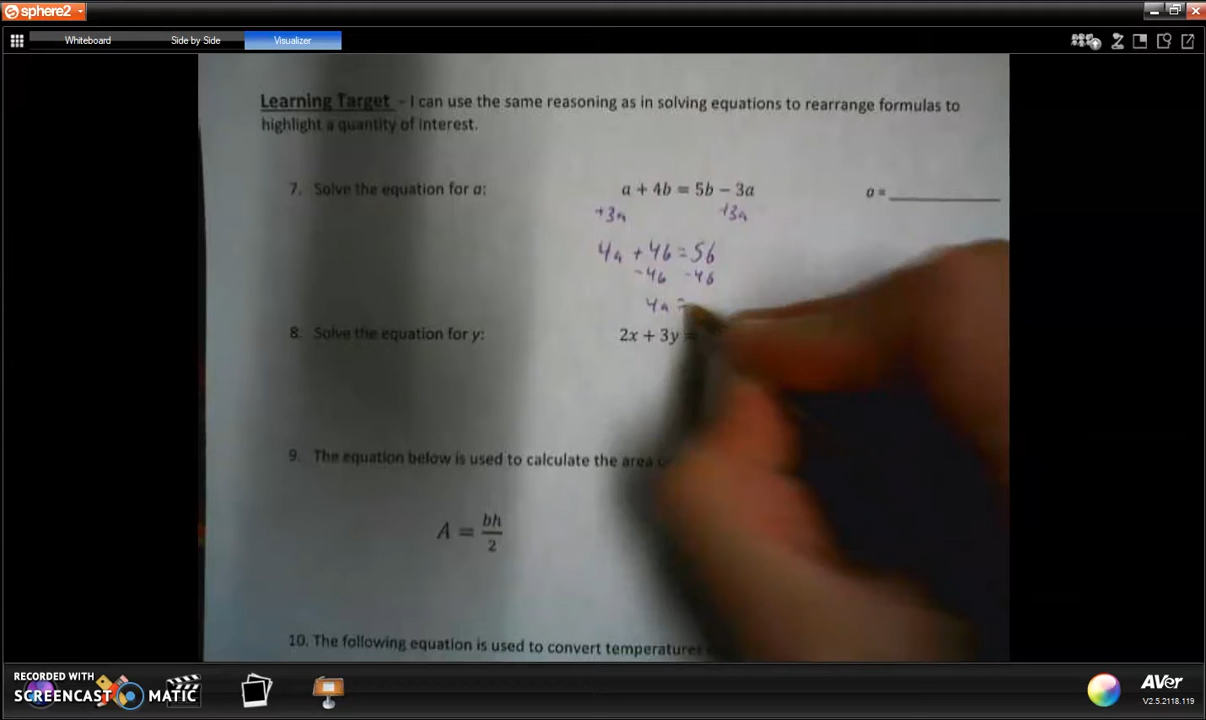 sphere2
Whiteboard Side by Side Visualizer
Learning Target - I can use the same reasoning as in solving equations to rearrange formulas to
highlight a quantity of interest.
7. Solve the equation for a: a + 4b = 5b − 3a a = __________
+3a +3a
4a + 4b = 5b
-4b -4b
4a =
8. Solve the equation for y: 2x + 3y =
9. The equation below is used to calculate the area
A = bh/2
10. The following equation is used to convert temperatures
RECORDED WITH
SCREENCAST MATIC
AVer
V2.5.2118.119